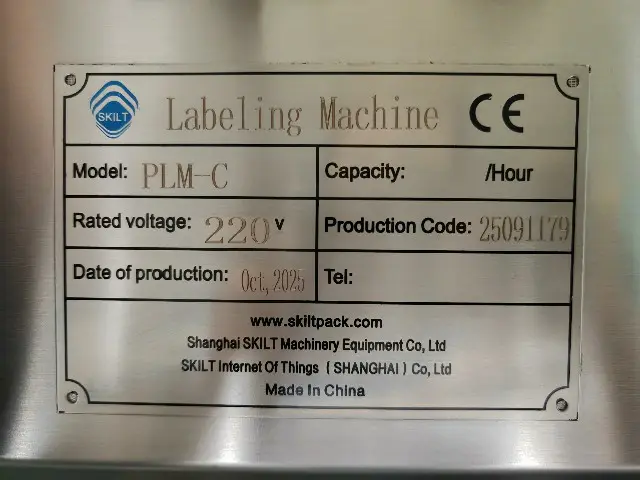 SKILT
Labeling Machine CE
Model: PLM-C
Capacity: /Hour
Rated voltage: 220 V
Production Code: 25091179
Date of production: Oct, 2025
Tel:
www.skiltpack.com
Shanghai SKILT Machinery Equipment Co, Ltd
SKILT Internet Of Things ( SHANGHAI ) Co, Ltd
Made In China